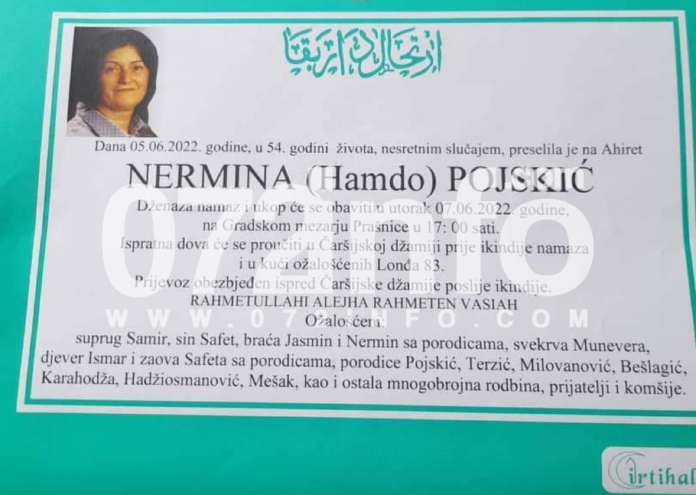 ارتحال دار بقا
Dana 05.06.2022. godine, u 54. godini života, nesretnim slučajem, preselila je na Ahiret
NERMINA (Hamdo) POJSKIĆ
Dženaza namaz i ukop će se obaviti u utorak 07.06.2022. godine,
na Gradskom mezarju Prašnice u 17: 00 sati.
Ispratna dova će se proučiti u Čaršijskoj džamiji prije ikindije namaza
i u kući ožalošćenih Londa 83.
Prijevoz obezbjeđen ispred Čaršijske džamije poslije ikindije.
RAHMETULLAHI ALEJHA RAHMETEN VASIAH
WWW.072INFO.COM
Ožalošćeni:
suprug Samir, sin Safet, braća Jasmin i Nermin sa porodicama, svekrva Munevera,
djever Ismar i zaova Safeta sa porodicama, porodice Pojskić, Terzić, Milovanović, Bešlagić,
Karahodža, Hadžiosmanović, Mešak, kao i ostala mnogobrojna rodbina, prijatelji i komšije.
irtihal